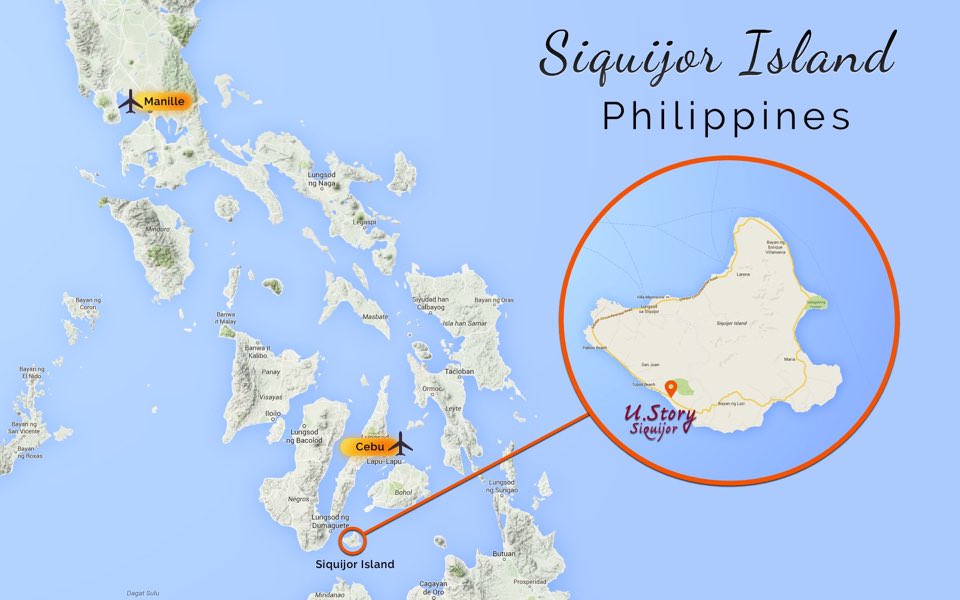 Siquijor Island
Philippines
Manille
Lungsod
ng Naga
Legaspi
Mindoro
Bayan ng
Coron
Banwa
it Malay
Masbate
Siyudad han
Calbayog
Bayan ng Oras
Isla han Samar
Banwa it
Kalibo
Panay
Visayas
Iloilo
Tacloban
Ormoc
Leyte
Bayan ng
El Nido
Bayan ng
San Vicente
Bayan ng
Roxas
Lungsod
ng Bacolod
Cebu
Lapu-Lapu
Bohol
Negros
Lungsod ng
Dumaguete
Lungsod
ng Surigao
Siquijor Island
Butuan
Cagayan
de Oro
Prosperidad
Dagat Sulu
Mindanao
Bayan ng
Enrique
Villanueva
Larena
Lungsod
sa Siquijor
Siquijor Island
Maria
San Juan
Bayan ng Lazi
U.Story
Siquijor